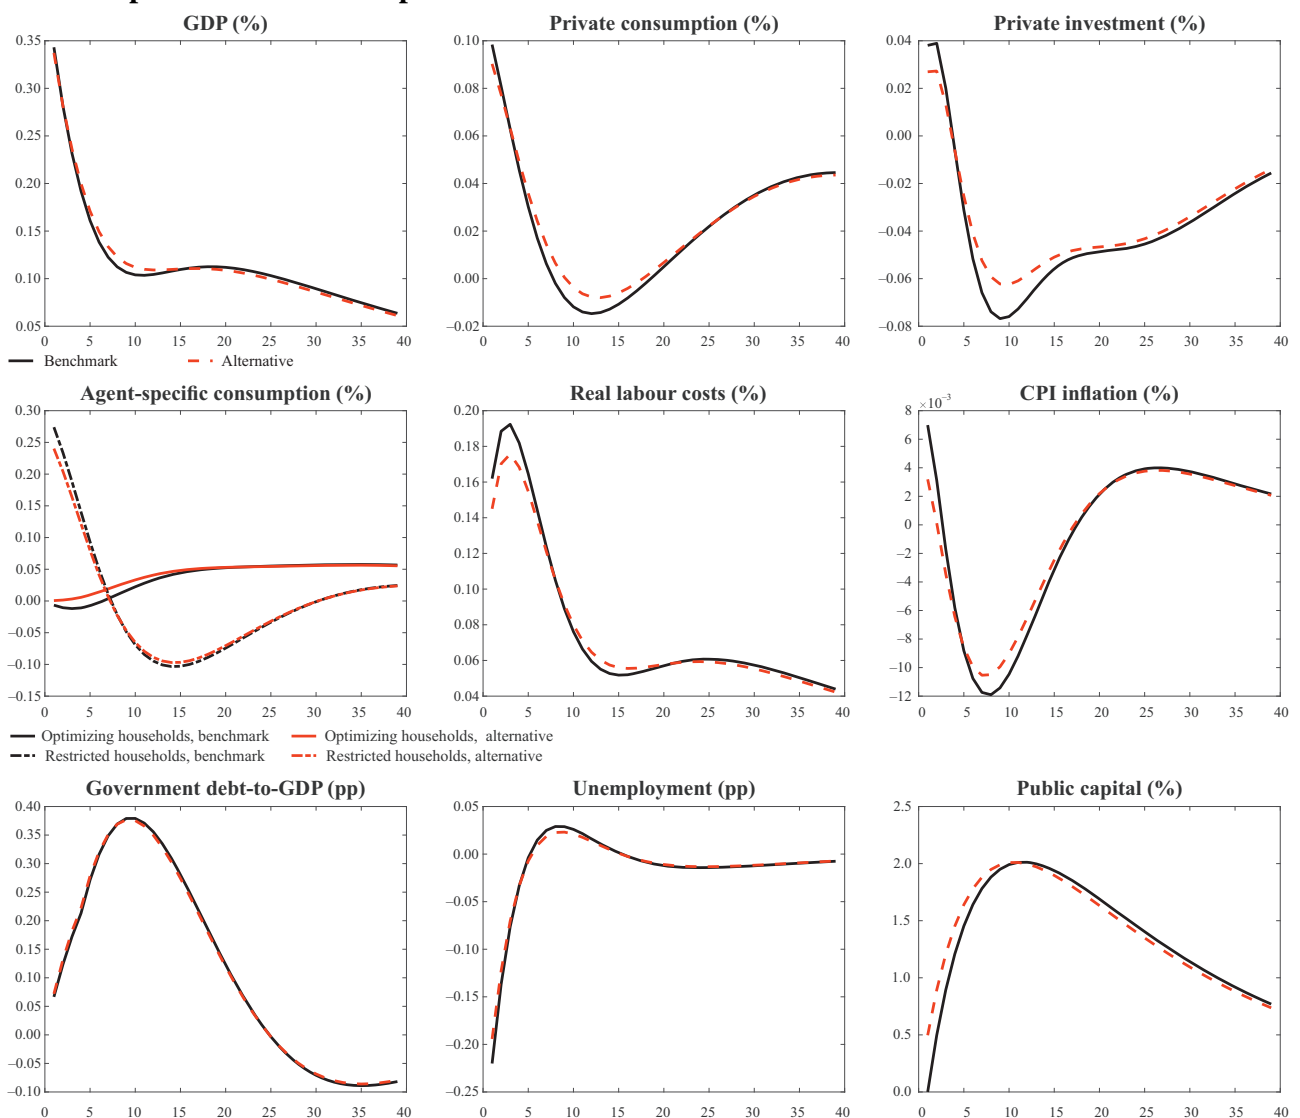 GDP (%) Private consumption (%) Private investment (%)
0.35 0.10 0.04
0.30 0.08 0.02
0.25 0.06 0.00
0.20 0.04 –0.02
0.15 0.02 –0.04
0.10 0.00 –0.06
0.05 –0.02 –0.08
0 5 10 15 20 25 30 35 40 0 5 10 15 20 25 30 35 40 0 5 10 15 20 25 30 35 40
Benchmark Alternative
Agent-specific consumption (%) Real labour costs (%) CPI inflation (%)
×10⁻³
0.30 0.20 8
0.25 0.18 6
0.20 0.16 4
0.15 0.14 2
0.10 0.12 0
0.05 0.10 –2
0.00 0.08 –4
–0.05 0.06 –6
–0.10 0.04 –8
–0.15 –10
–12
0 5 10 15 20 25 30 35 40 0 5 10 15 20 25 30 35 40 0 5 10 15 20 25 30 35 40
Optimizing households, benchmark Optimizing households, alternative
Restricted households, benchmark Restricted households, alternative
Government debt-to-GDP (pp) Unemployment (pp) Public capital (%)
0.40 0.05 2.5
0.35 0.00 2.0
0.30 –0.05 1.5
0.25 –0.10 1.0
0.20 –0.15 0.5
0.15 –0.20 0.0
0.10 –0.25
0.05
0.00
–0.05
–0.10
0 5 10 15 20 25 30 35 40 0 5 10 15 20 25 30 35 40 0 5 10 15 20 25 30 35 40